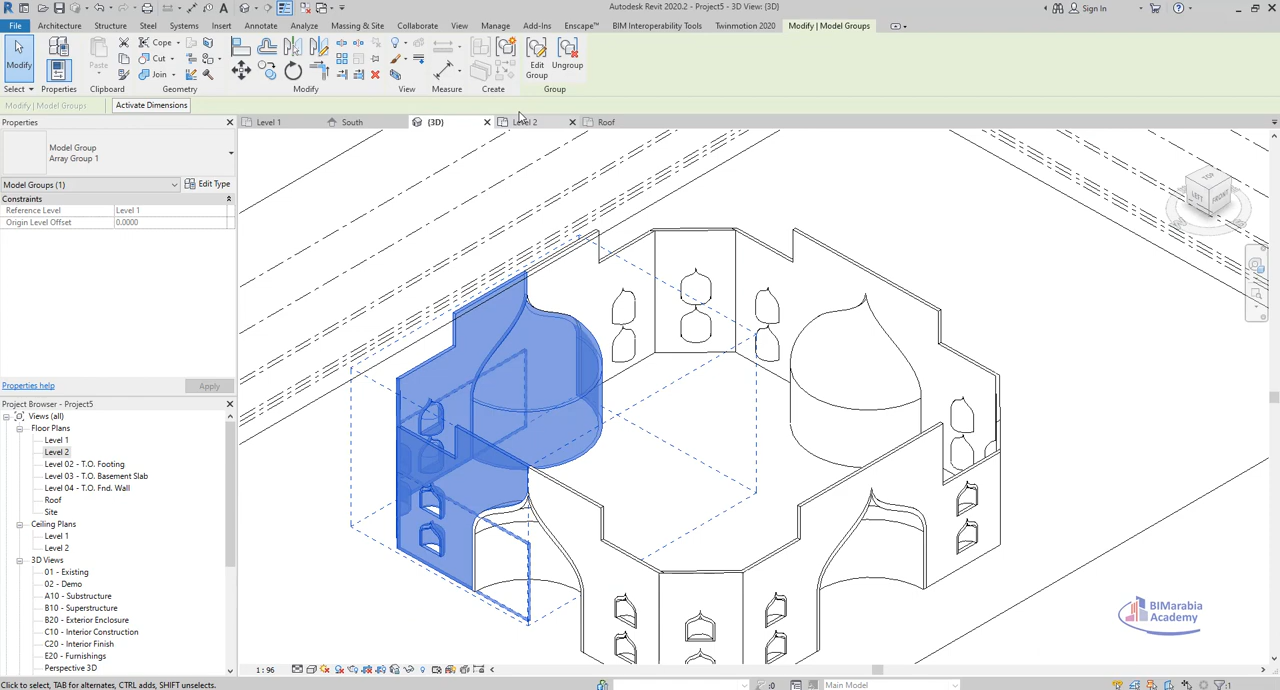 Autodesk Revit 2020.2 - Project5 - 3D View: {3D}
Sign In
File Architecture Structure Steel Systems Insert Annotate Analyze Massing & Site Collaborate View Manage Add-Ins Enscape™ BIM Interoperability Tools Twinmotion 2020 Modify | Model Groups
Modify Paste Cope Cut Join Edit Group Ungroup
Select Properties Clipboard Geometry Modify View Measure Create Group
Modify | Model Groups Activate Dimensions
Properties
Level 1 South {3D} Level 2 Roof
Model Group
Array Group 1
Model Groups (1) Edit Type
Constraints
Reference Level Level 1
Origin Level Offset 0.0000
TOP
LEFT FRONT
Properties help Apply
Project Browser - Project5
Views (all)
Floor Plans
Level 1
Level 2
Level 02 - T.O. Footing
Level 03 - T.O. Basement Slab
Level 04 - T.O. Fnd. Wall
Roof
Site
Ceiling Plans
Level 1
Level 2
3D Views
01 - Existing
02 - Demo
A10 - Substructure
B10 - Superstructure
B20 - Exterior Enclosure
C10 - Interior Construction
C20 - Interior Finish
E20 - Furnishings
Perspective 3D
BIMarabia
Academy
1 : 96
Click to select, TAB for alternates, CTRL adds, SHIFT unselects. :0 Main Model :1